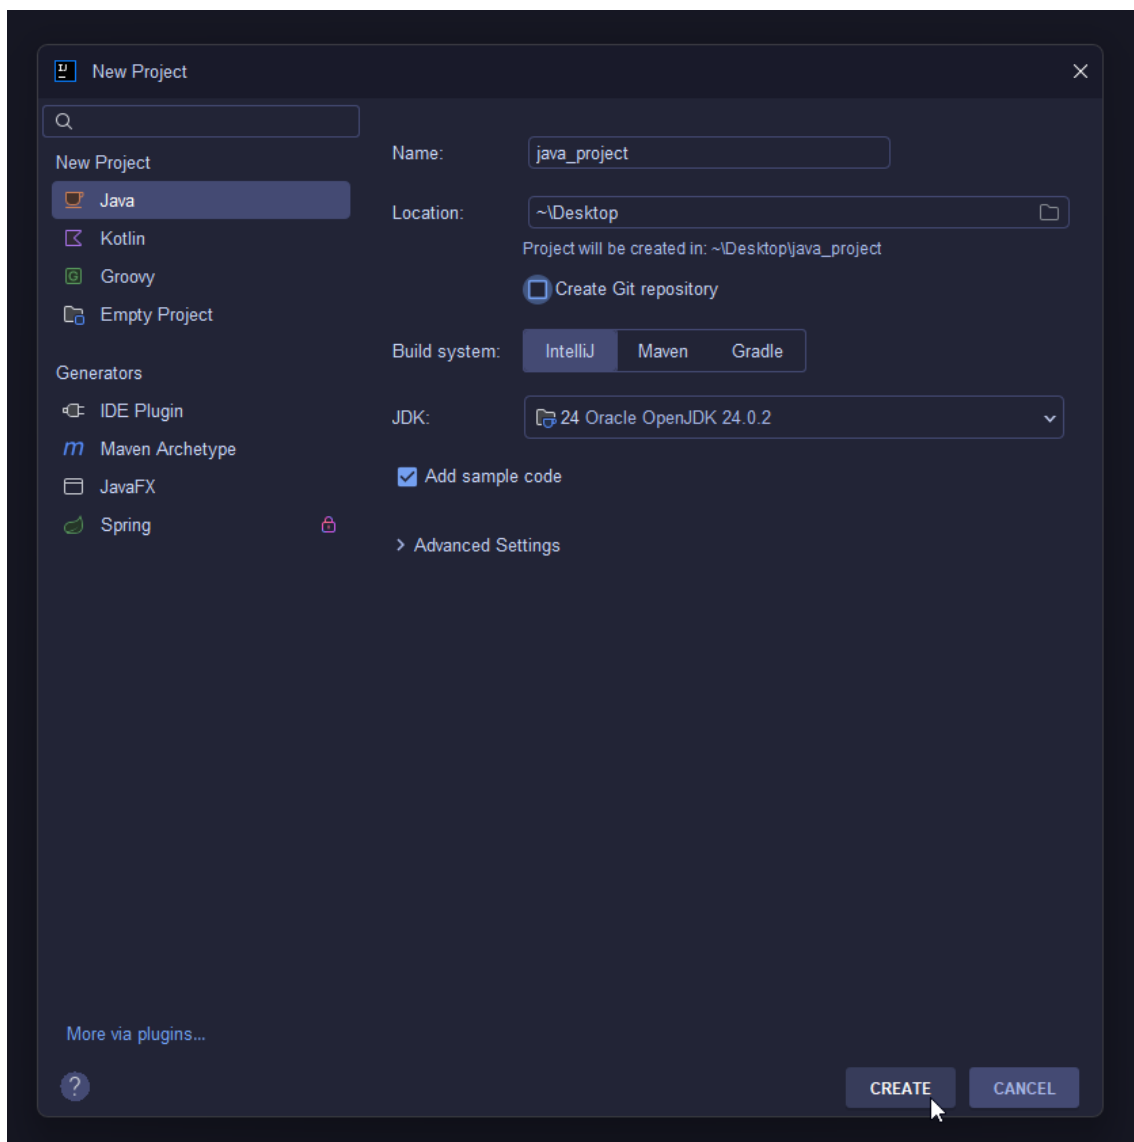 New Project
New Project
Java
Kotlin
Groovy
Empty Project
Generators
IDE Plugin
Maven Archetype
JavaFX
Spring
More via plugins...
?
Name: java_project
Location: ~\Desktop
Project will be created in: ~\Desktop\java_project
Create Git repository
Build system: IntelliJ Maven Gradle
JDK: 24 Oracle OpenJDK 24.0.2
Add sample code
Advanced Settings
CREATE CANCEL